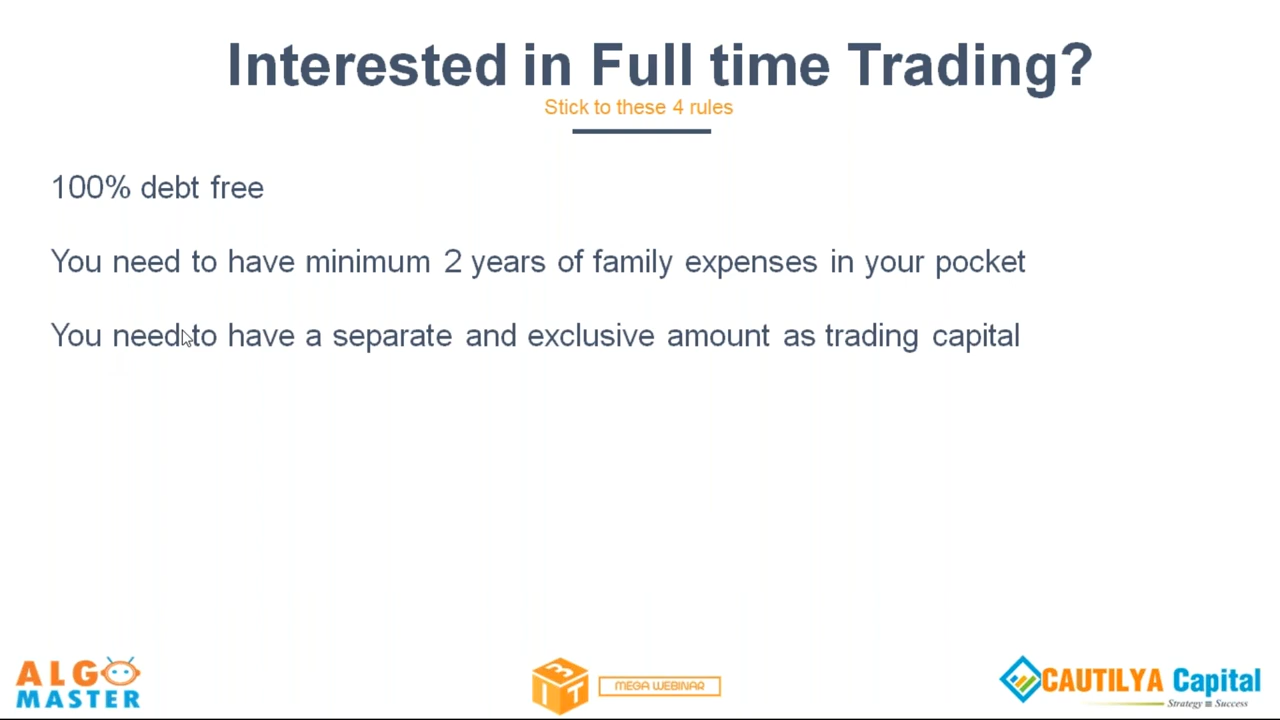 Interested in Full time Trading?
Stick to these 4 rules
100% debt free
You need to have minimum 2 years of family expenses in your pocket
You need to have a separate and exclusive amount as trading capital
ALGO
MASTER
3
IT
MEGA WEBINAR
CAUTILYA Capital
Strategy = Success